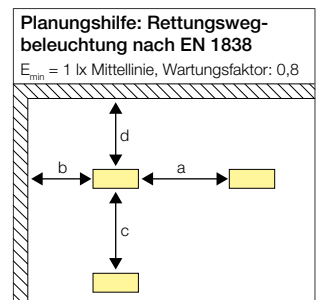 Planungshilfe: Rettungsweg-
beleuchtung nach EN 1838
Emin = 1 lx Mittellinie, Wartungsfaktor: 0,8
d
b
a
c